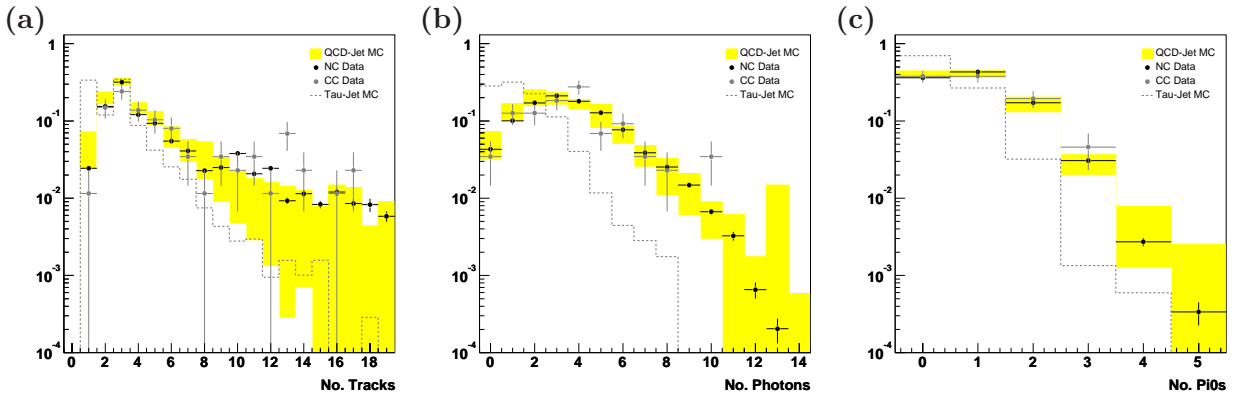 (a)
1
10⁻¹
10⁻²
10⁻³
10⁻⁴
QCD-Jet MC
NC Data
CC Data
Tau-Jet MC
0 2 4 6 8 10 12 14 16 18
No. Tracks
(b)
1
10⁻¹
10⁻²
10⁻³
10⁻⁴
QCD-Jet MC
NC Data
CC Data
Tau-Jet MC
0 2 4 6 8 10 12 14
No. Photons
(c)
1
10⁻¹
10⁻²
10⁻³
10⁻⁴
QCD-Jet MC
NC Data
CC Data
Tau-Jet MC
0 1 2 3 4 5
No. Pi0s